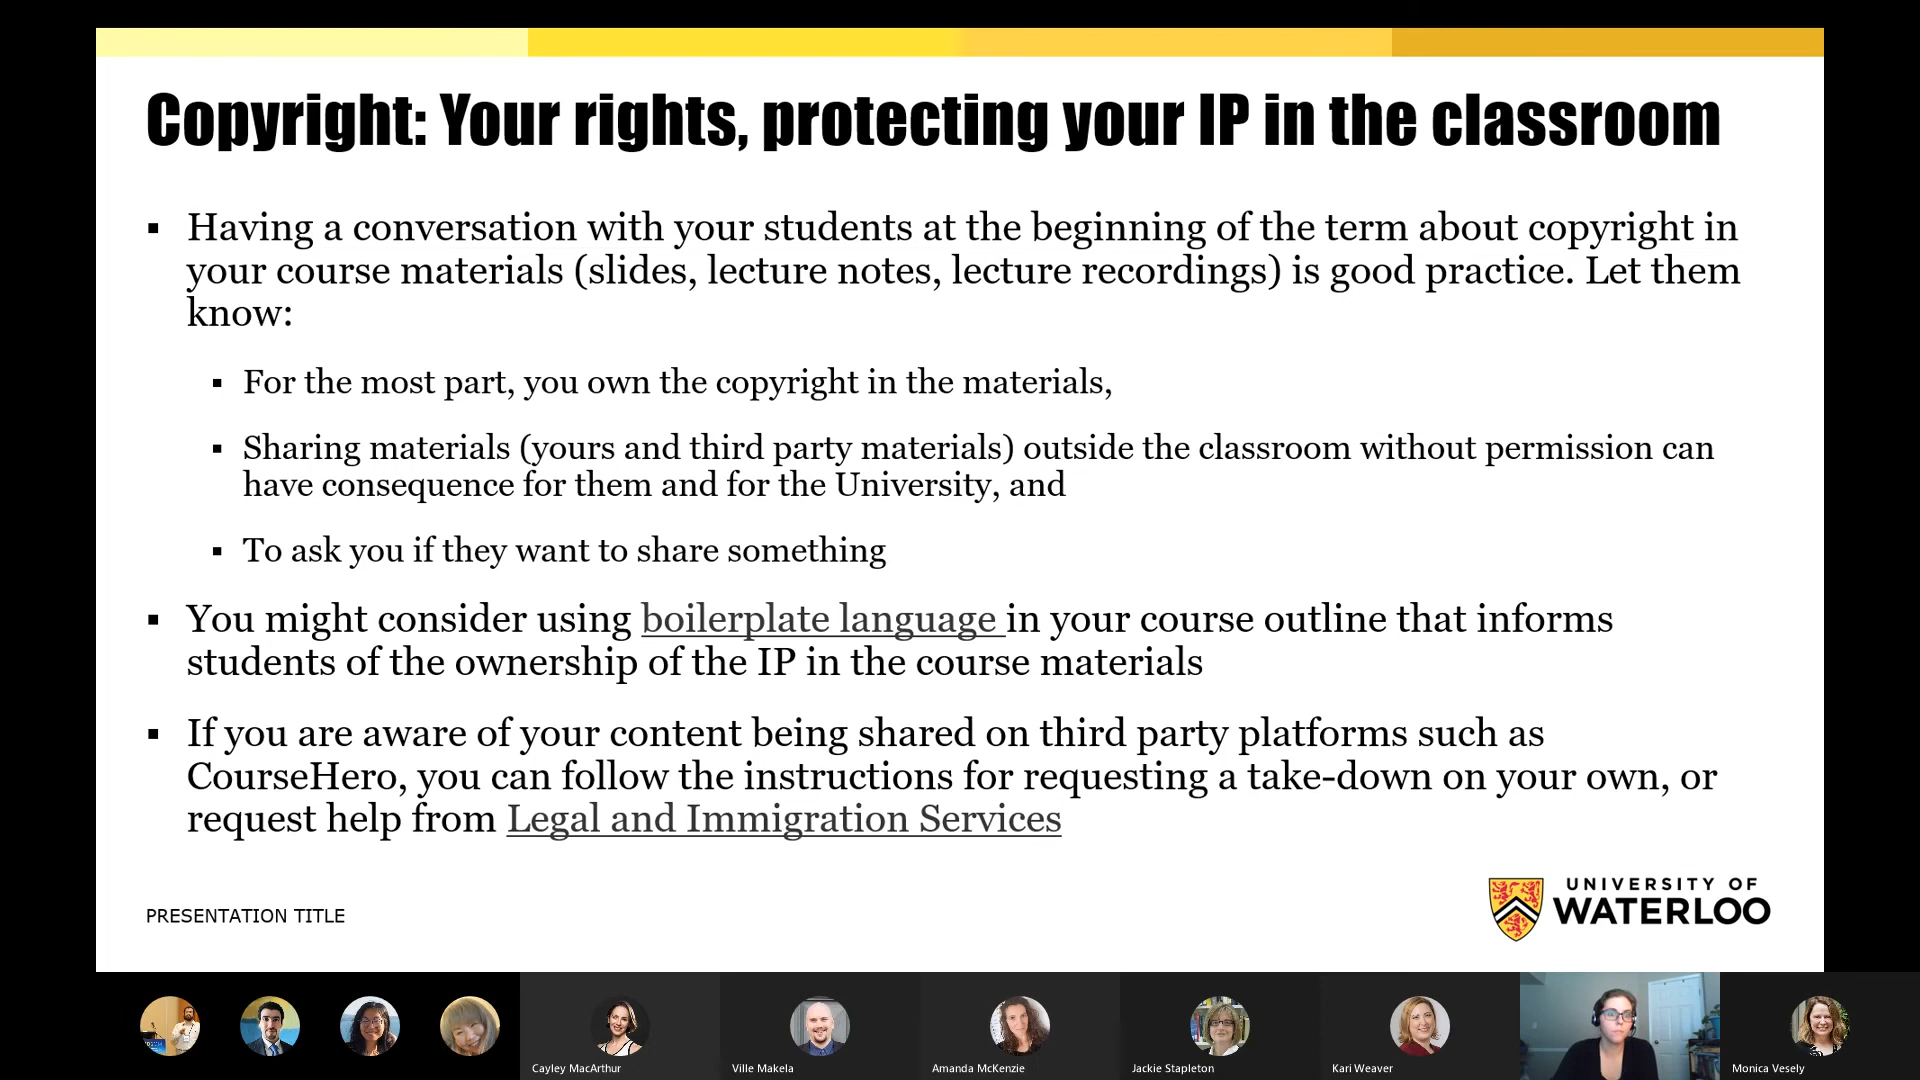 Copyright: Your rights, protecting your IP in the classroom
▪ Having a conversation with your students at the beginning of the term about copyright in
your course materials (slides, lecture notes, lecture recordings) is good practice. Let them
know:
▪ For the most part, you own the copyright in the materials,
▪ Sharing materials (yours and third party materials) outside the classroom without permission can
have consequence for them and for the University, and
▪ To ask you if they want to share something
▪ You might consider using boilerplate language in your course outline that informs
students of the ownership of the IP in the course materials
▪ If you are aware of your content being shared on third party platforms such as
CourseHero, you can follow the instructions for requesting a take-down on your own, or
request help from Legal and Immigration Services
PRESENTATION TITLE
UNIVERSITY OF
WATERLOO
Cayley MacArthur
Ville Makela
Amanda McKenzie
Jackie Stapleton
Kari Weaver
Monica Vesely